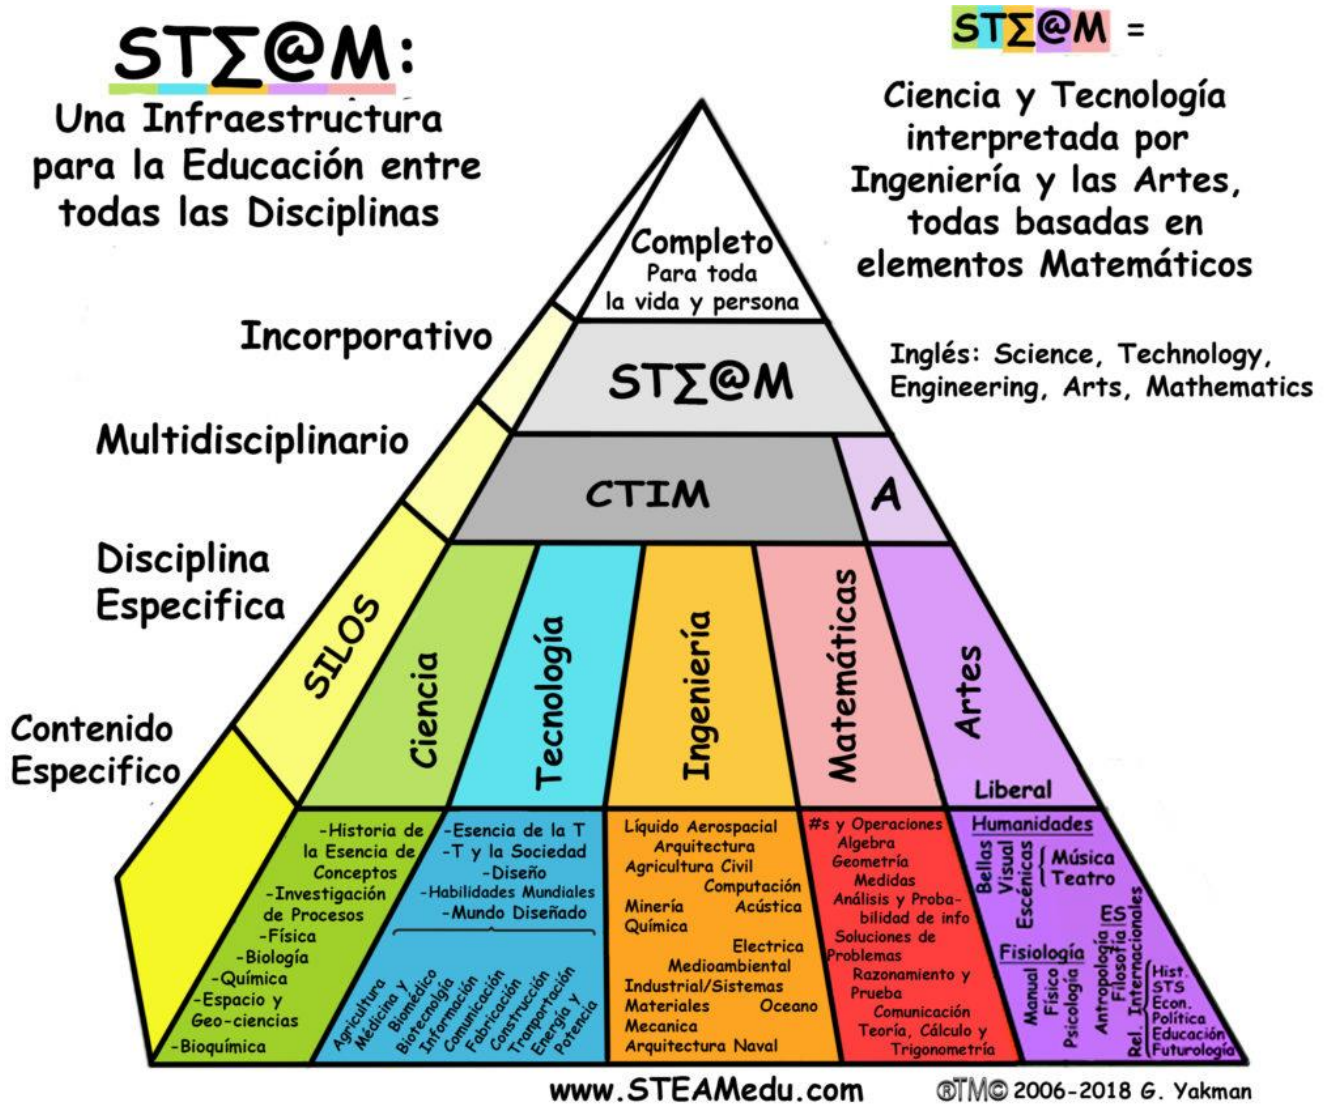 STΣ@M:
Una Infraestructura
para la Educación entre
todas las Disciplinas
STΣ@M =
Ciencia y Tecnología
interpretada por
Ingeniería y las Artes,
todas basadas en
elementos Matemáticos
Inglés: Science, Technology,
Engineering, Arts, Mathematics
Completo
Para toda
la vida y persona
Incorporativo
STΣ@M
Multidisciplinario
CTIM
A
Disciplina
Especifica
SILOS
Ciencia
Tecnología
Ingeniería
Matemáticas
Artes
Liberal
Contenido
Especifico
-Historia de
la Esencia de
Conceptos
-Investigación
de Procesos
-Física
-Biología
-Química
-Espacio y
Geo-ciencias
-Bioquímica
-Esencia de la T
-T y la Sociedad
-Diseño
-Habilidades Mundiales
-Mundo Diseñado
Agricultura
Medicina y
Biomédico
Biotecnolgía
Información
Comunicación
Fabricación
Construcción
Tranportación
Energía y
Potencia
Líquido Aerospacial
Arquitectura
Agricultura Civil
Computación
Minería Acústica
Química
Electrica
Medioambiental
Industrial/Sistemas
Materiales Oceano
Mecanica
Arquitectura Naval
#s y Operaciones
Algebra
Geometría
Medidas
Análisis y Proba-
bilidad de info
Soluciones de
Problemas
Razonamiento y
Prueba
Comunicación
Teoría, Cálculo y
Trigonometría
Humanidades
Bellas
Visual
Escénicas
Música
Teatro
Fisiología
Manual
Físico
Psicología
ES
Antropología
Filosofía
Rel. Internacionales
Hist.
STS
Econ.
Política
Educación
Futurología
www.STEAMedu.com
®TM© 2006-2018 G. Yakman